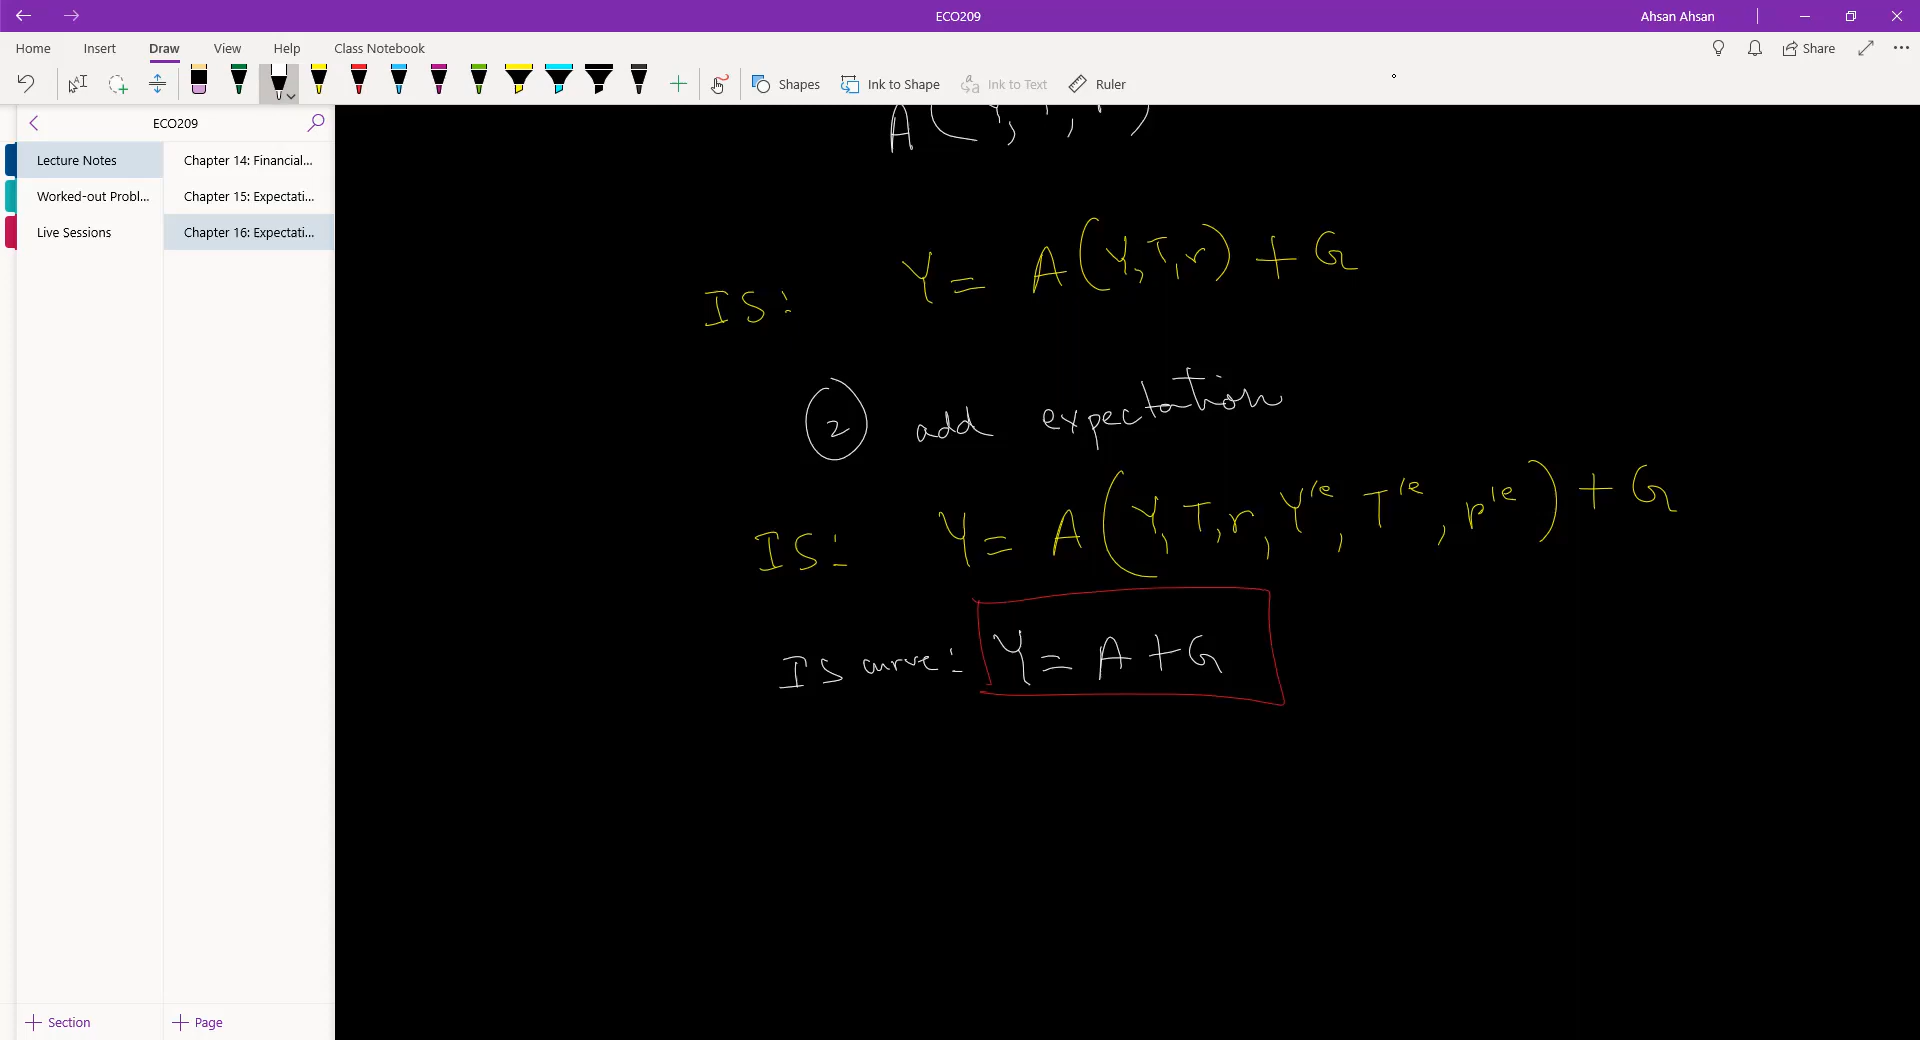 ECO209
Ahsan Ahsan
Home Insert Draw View Help Class Notebook
Share
Shapes Ink to Shape Ink to Text Ruler
ECO209
Lecture Notes
Worked-out Probl...
Live Sessions
Chapter 14: Financial...
Chapter 15: Expectati...
Chapter 16: Expectati...
IS: Y = A(Y, T, r) + G
2 add expectation
IS: Y = A(Y, T, r, Y'ᵉ, T'ᵉ, r'ᵉ) + G
IS curve: Y = A + G
Section
Page